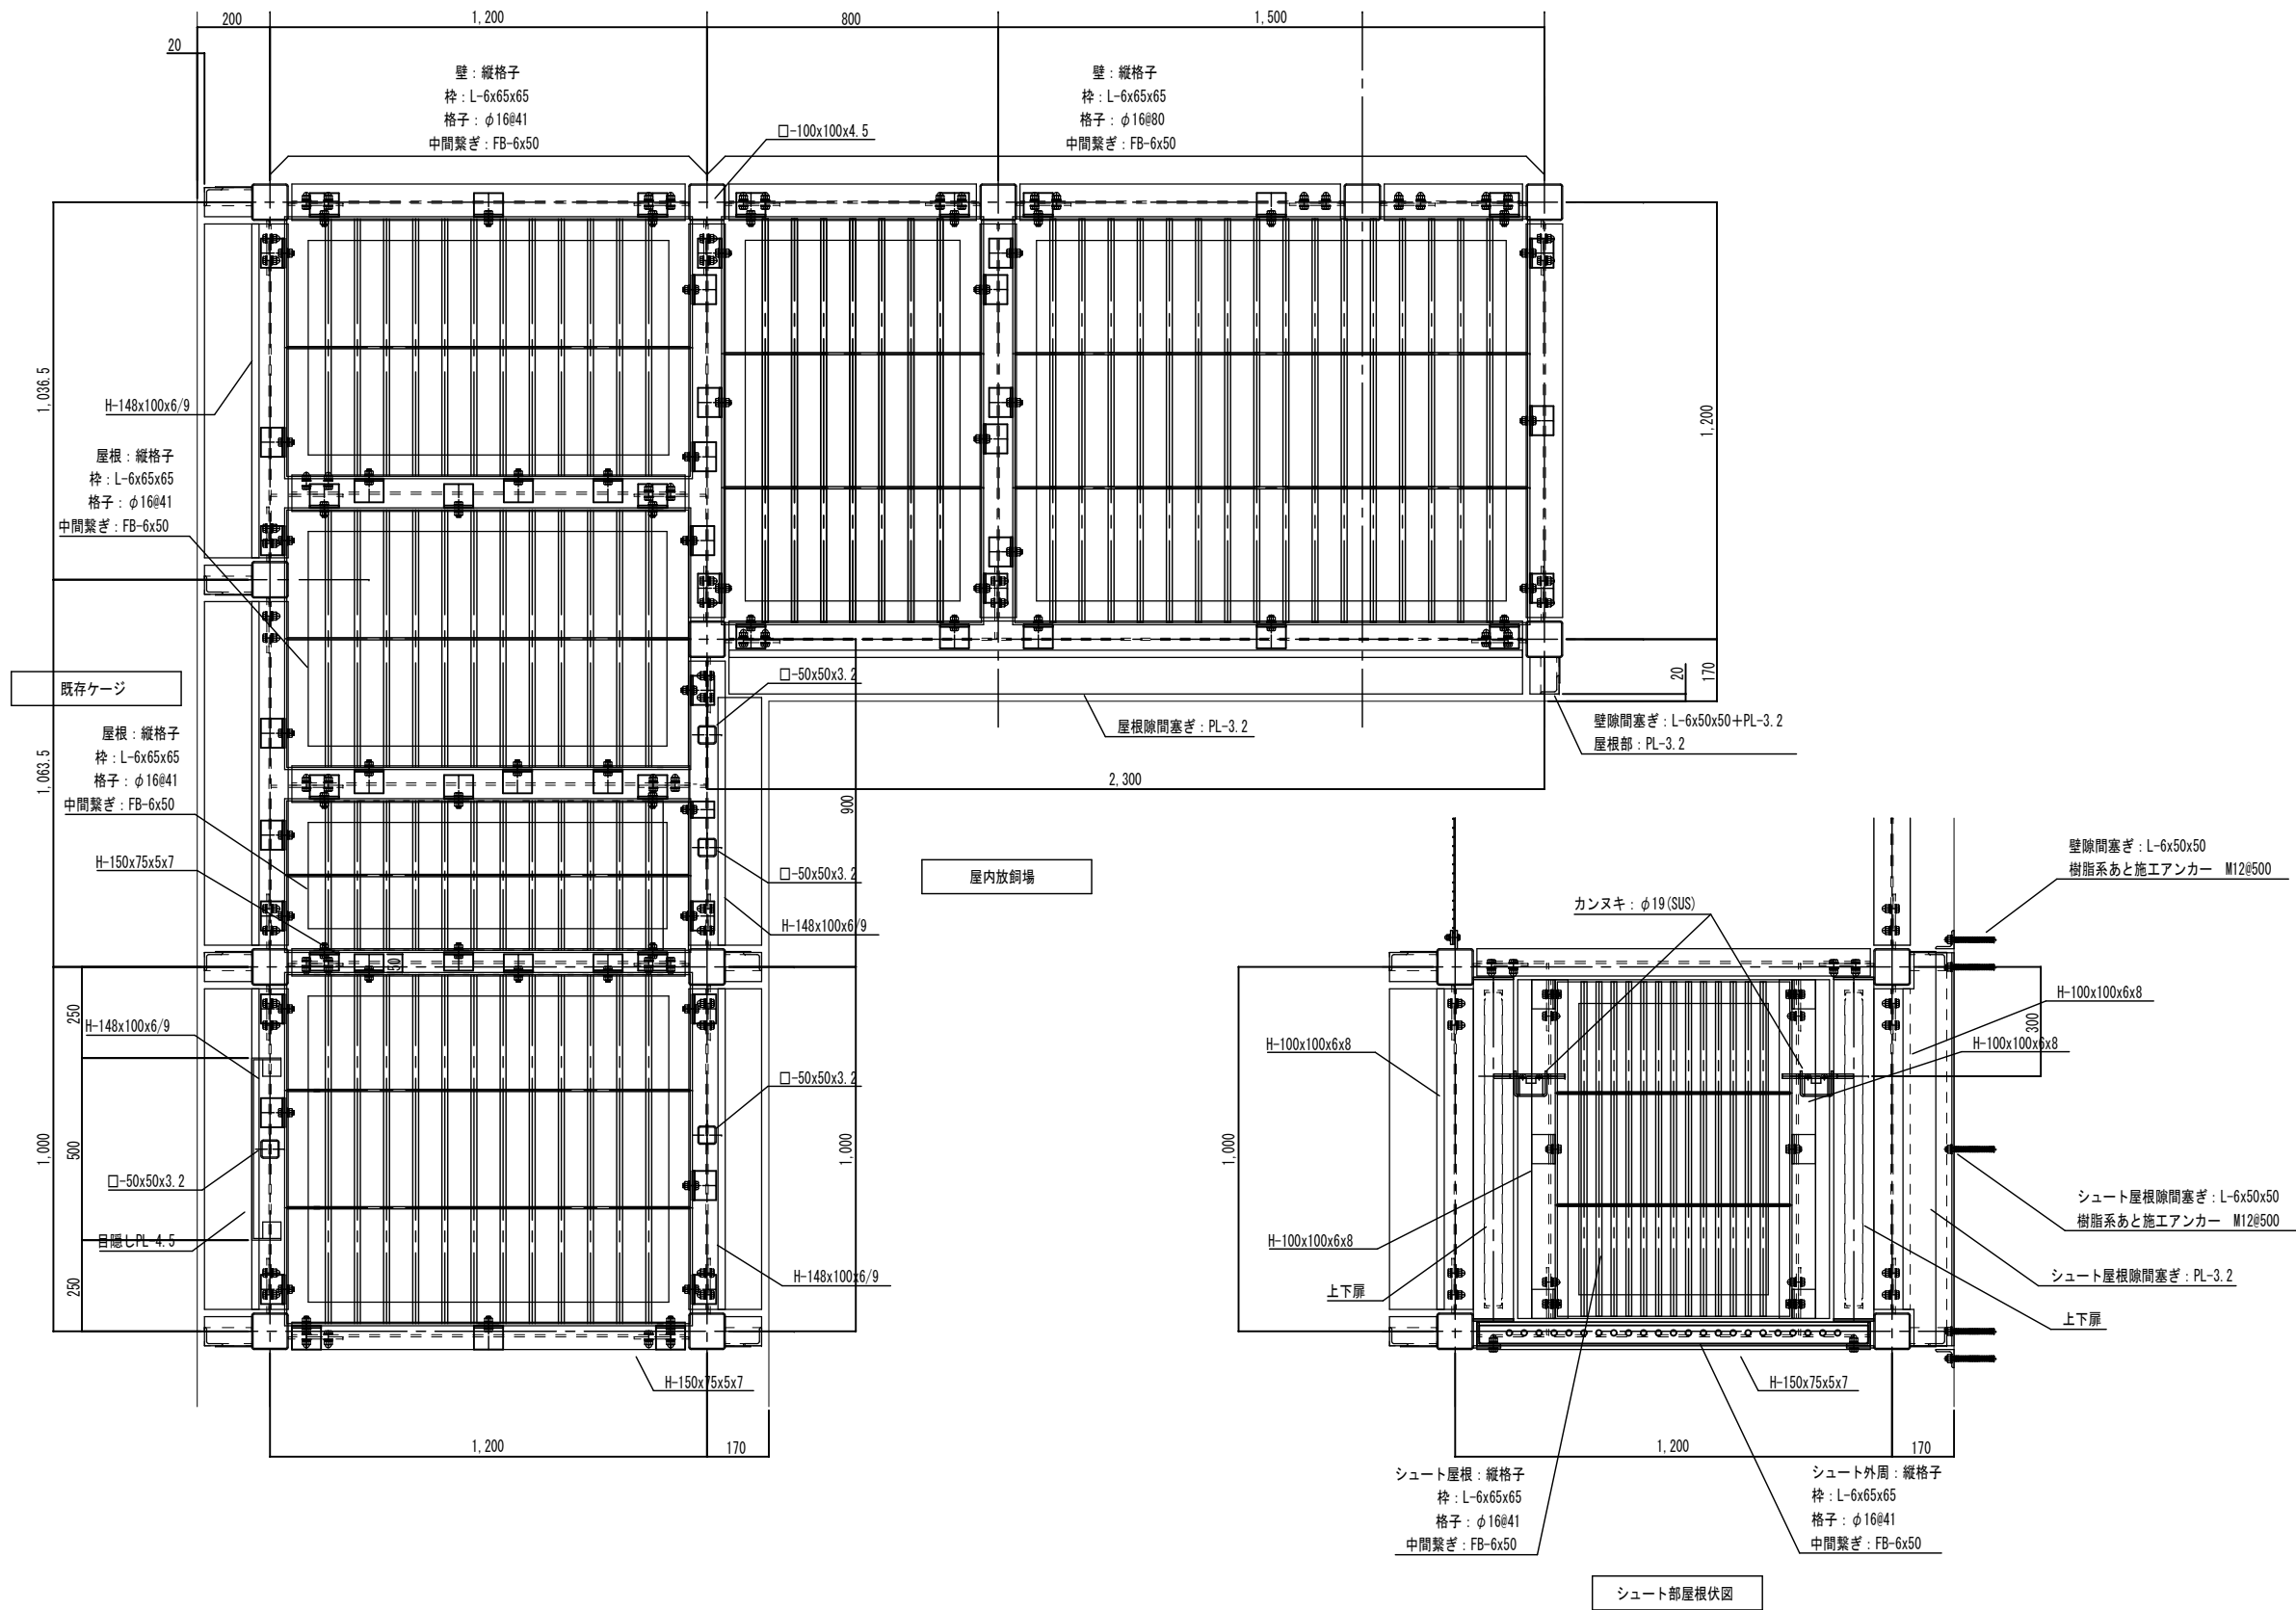 200
1,200
800
1,500
20
壁：縦格子
枠：L-6x65x65
格子：φ16@41
中間繋ぎ：FB-6x50
壁：縦格子
枠：L-6x65x65
格子：φ16@80
中間繋ぎ：FB-6x50
□-100x100x4.5
1,036.5
H-148x100x6/9
屋根：縦格子
枠：L-6x65x65
格子：φ16@41
中間繋ぎ：FB-6x50
1,200
既存ケージ
□-50x50x3.2
20
170
屋根隙間塞ぎ：PL-3.2
壁隙間塞ぎ：L-6x50x50+PL-3.2
屋根部：PL-3.2
屋根：縦格子
枠：L-6x65x65
格子：φ16@41
中間繋ぎ：FB-6x50
1,063.5
2,300
900
H-150x75x5x7
□-50x50x3.2
屋内放飼場
H-148x100x6/9
50
壁隙間塞ぎ：L-6x50x50
樹脂系あと施工アンカー　M12@500
カンヌキ：φ19(SUS)
250
H-148x100x6/9
H-100x100x6x8
300
H-100x100x6x8
H-100x100x6x8
□-50x50x3.2
1,000
500
1,000
1,000
□-50x50x3.2
目隠しPL-4.5
250
H-148x100x6/9
H-100x100x6x8
上下扉
シュート屋根隙間塞ぎ：L-6x50x50
樹脂系あと施工アンカー　M12@500
シュート屋根隙間塞ぎ：PL-3.2
上下扉
H-150x75x5x7
H-150x75x5x7
1,200
170
1,200
170
シュート屋根：縦格子
枠：L-6x65x65
格子：φ16@41
中間繋ぎ：FB-6x50
シュート外周：縦格子
枠：L-6x65x65
格子：φ16@41
中間繋ぎ：FB-6x50
シュート部屋根伏図